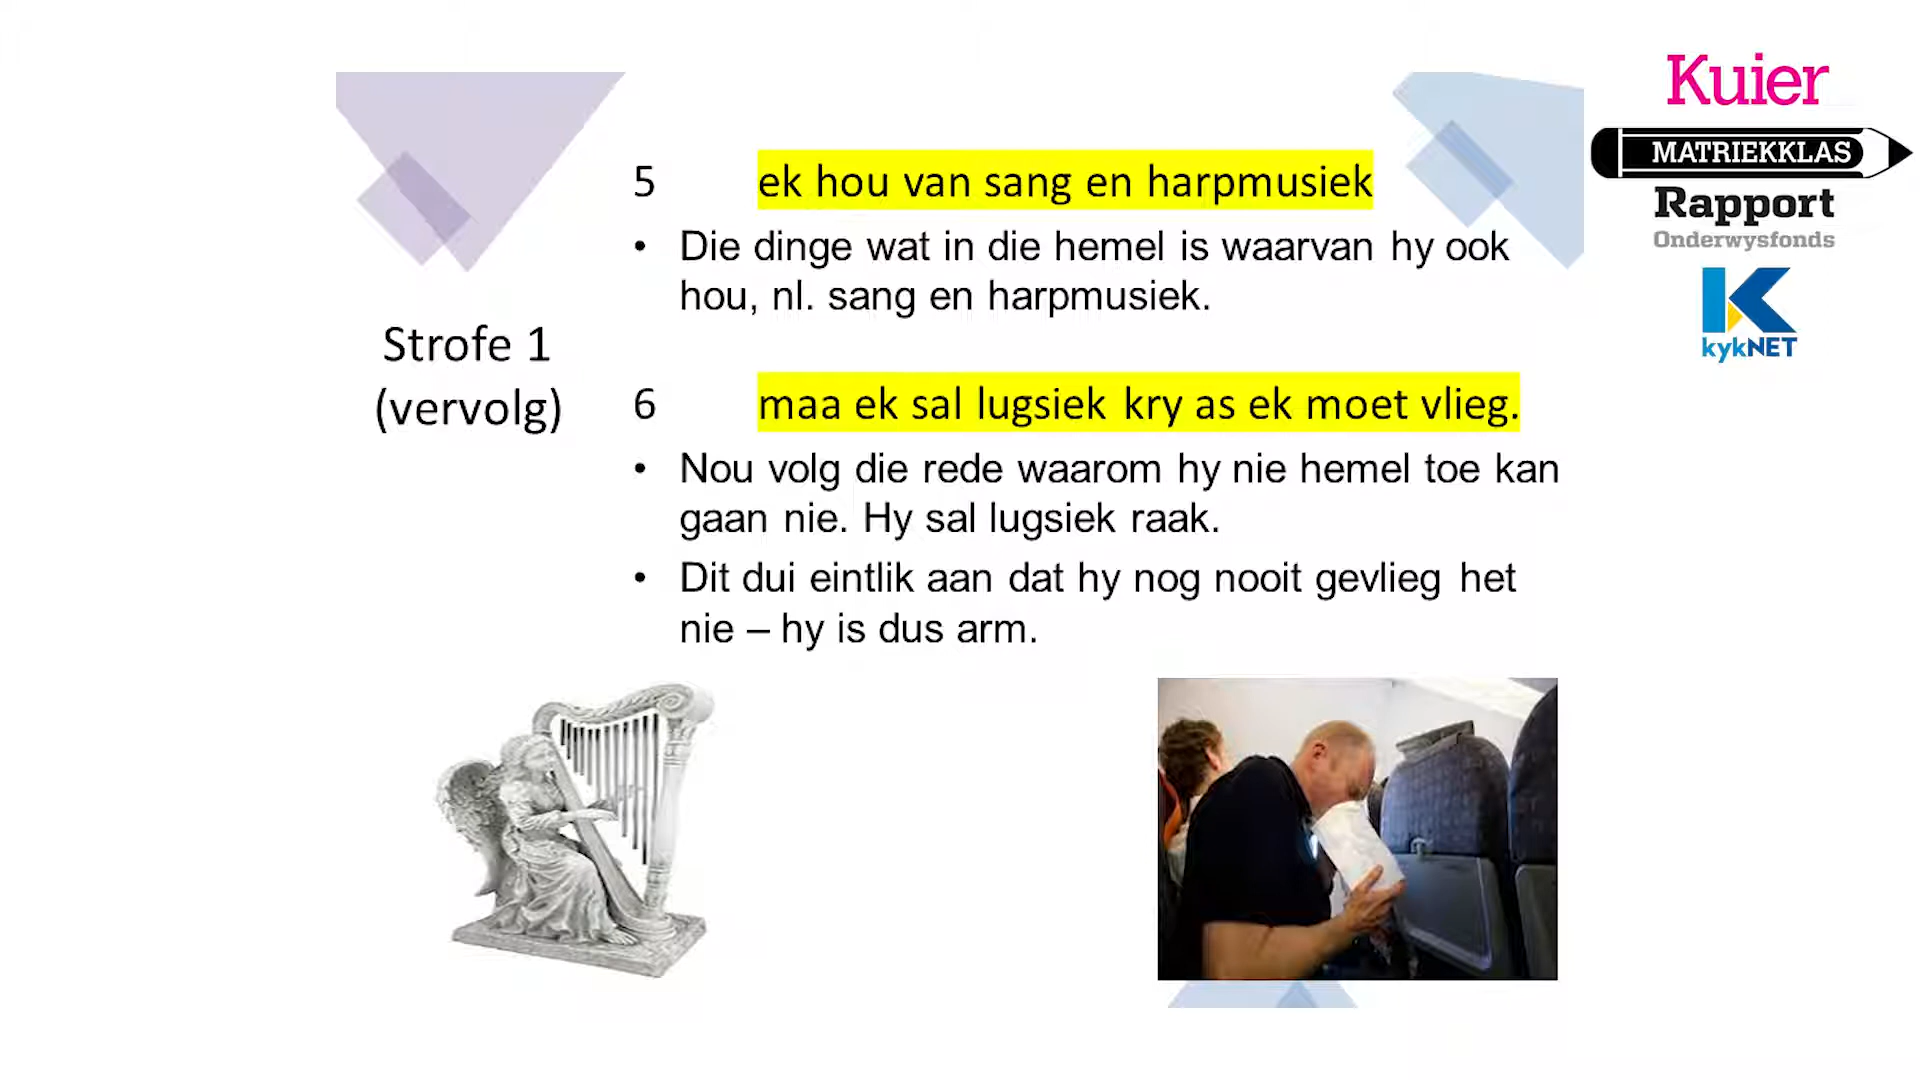 Strofe 1
(vervolg)
5 ek hou van sang en harpmusiek
• Die dinge wat in die hemel is waarvan hy ook
hou, nl. sang en harpmusiek.
6 maa ek sal lugsiek kry as ek moet vlieg.
• Nou volg die rede waarom hy nie hemel toe kan
gaan nie. Hy sal lugsiek raak.
• Dit dui eintlik aan dat hy nog nooit gevlieg het
nie – hy is dus arm.
Kuier
MATRIEKKLAS
Rapport
Onderwysfonds
kykNET